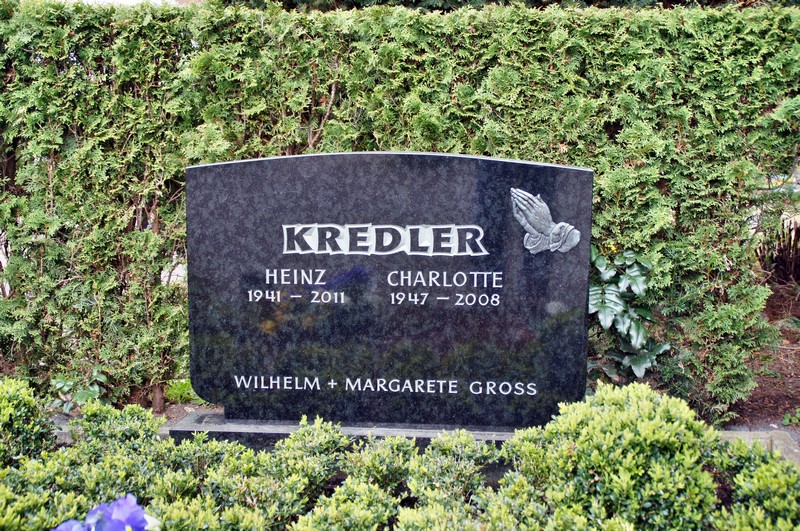 KREDLER
HEINZ CHARLOTTE
1941 – 2011 1947 – 2008
WILHELM + MARGARETE GROSS